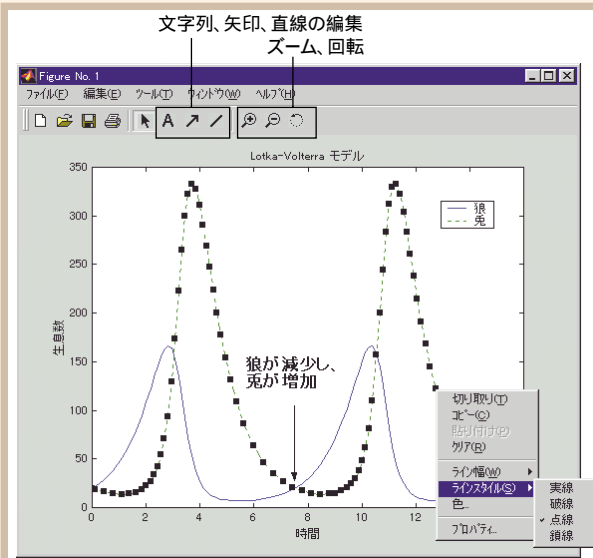 文字列、矢印、直線の編集
ズーム、回転
Figure No. 1
ファイル(F) 編集(E) ツール(T) ウィンドウ(W) ヘルプ(H)
A
Lotka-Volterra モデル
350
300
250
200
150
100
50
0
生息数
狼
兎
狼が減少し、
兎が増加
0 2 4 6 8 10 12
時間
切り取り(T)
コピー(C)
貼り付け(P)
クリア(R)
ライン幅(W)
ラインスタイル(S)
色...
プロパティ...
実線
破線
点線
鎖線